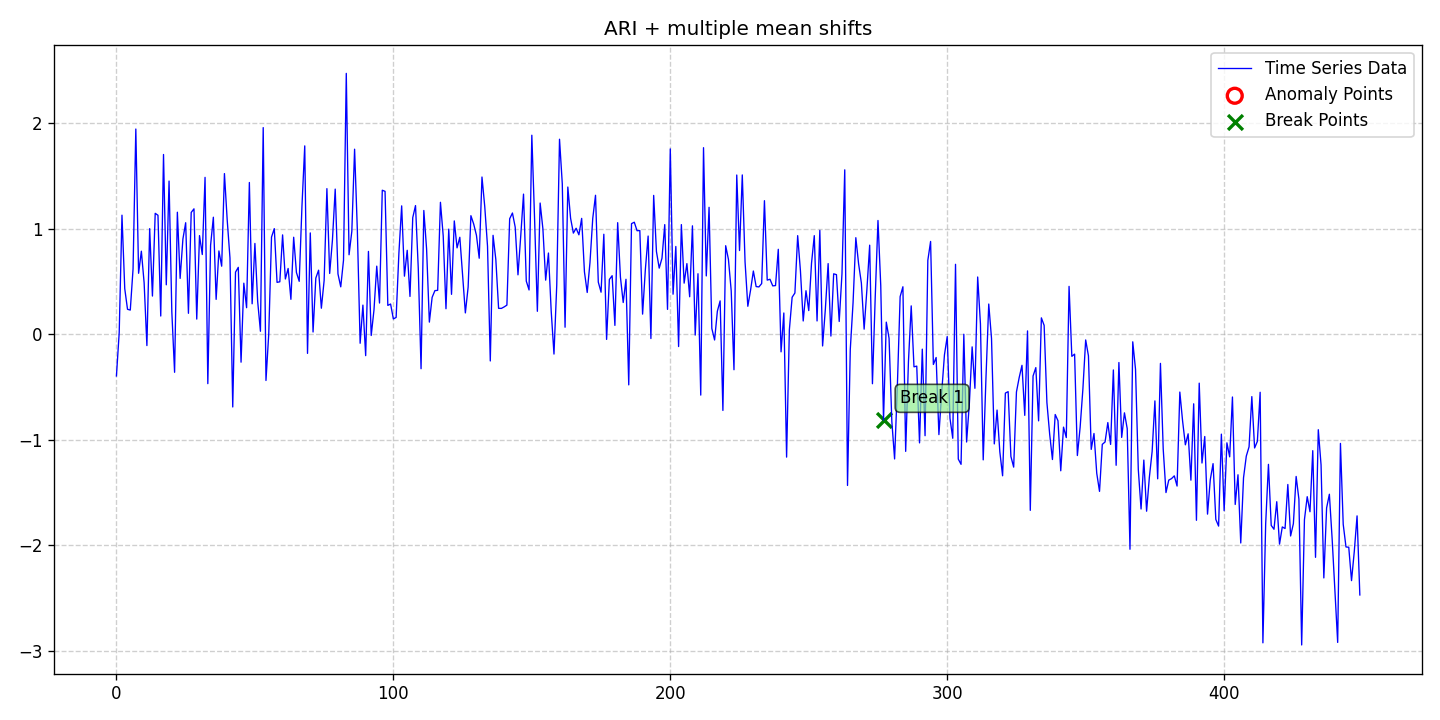 ARI + multiple mean shifts
Time Series Data
Anomaly Points
Break Points
Break 1
2
1
0
−1
−2
−3
0
100
200
300
400